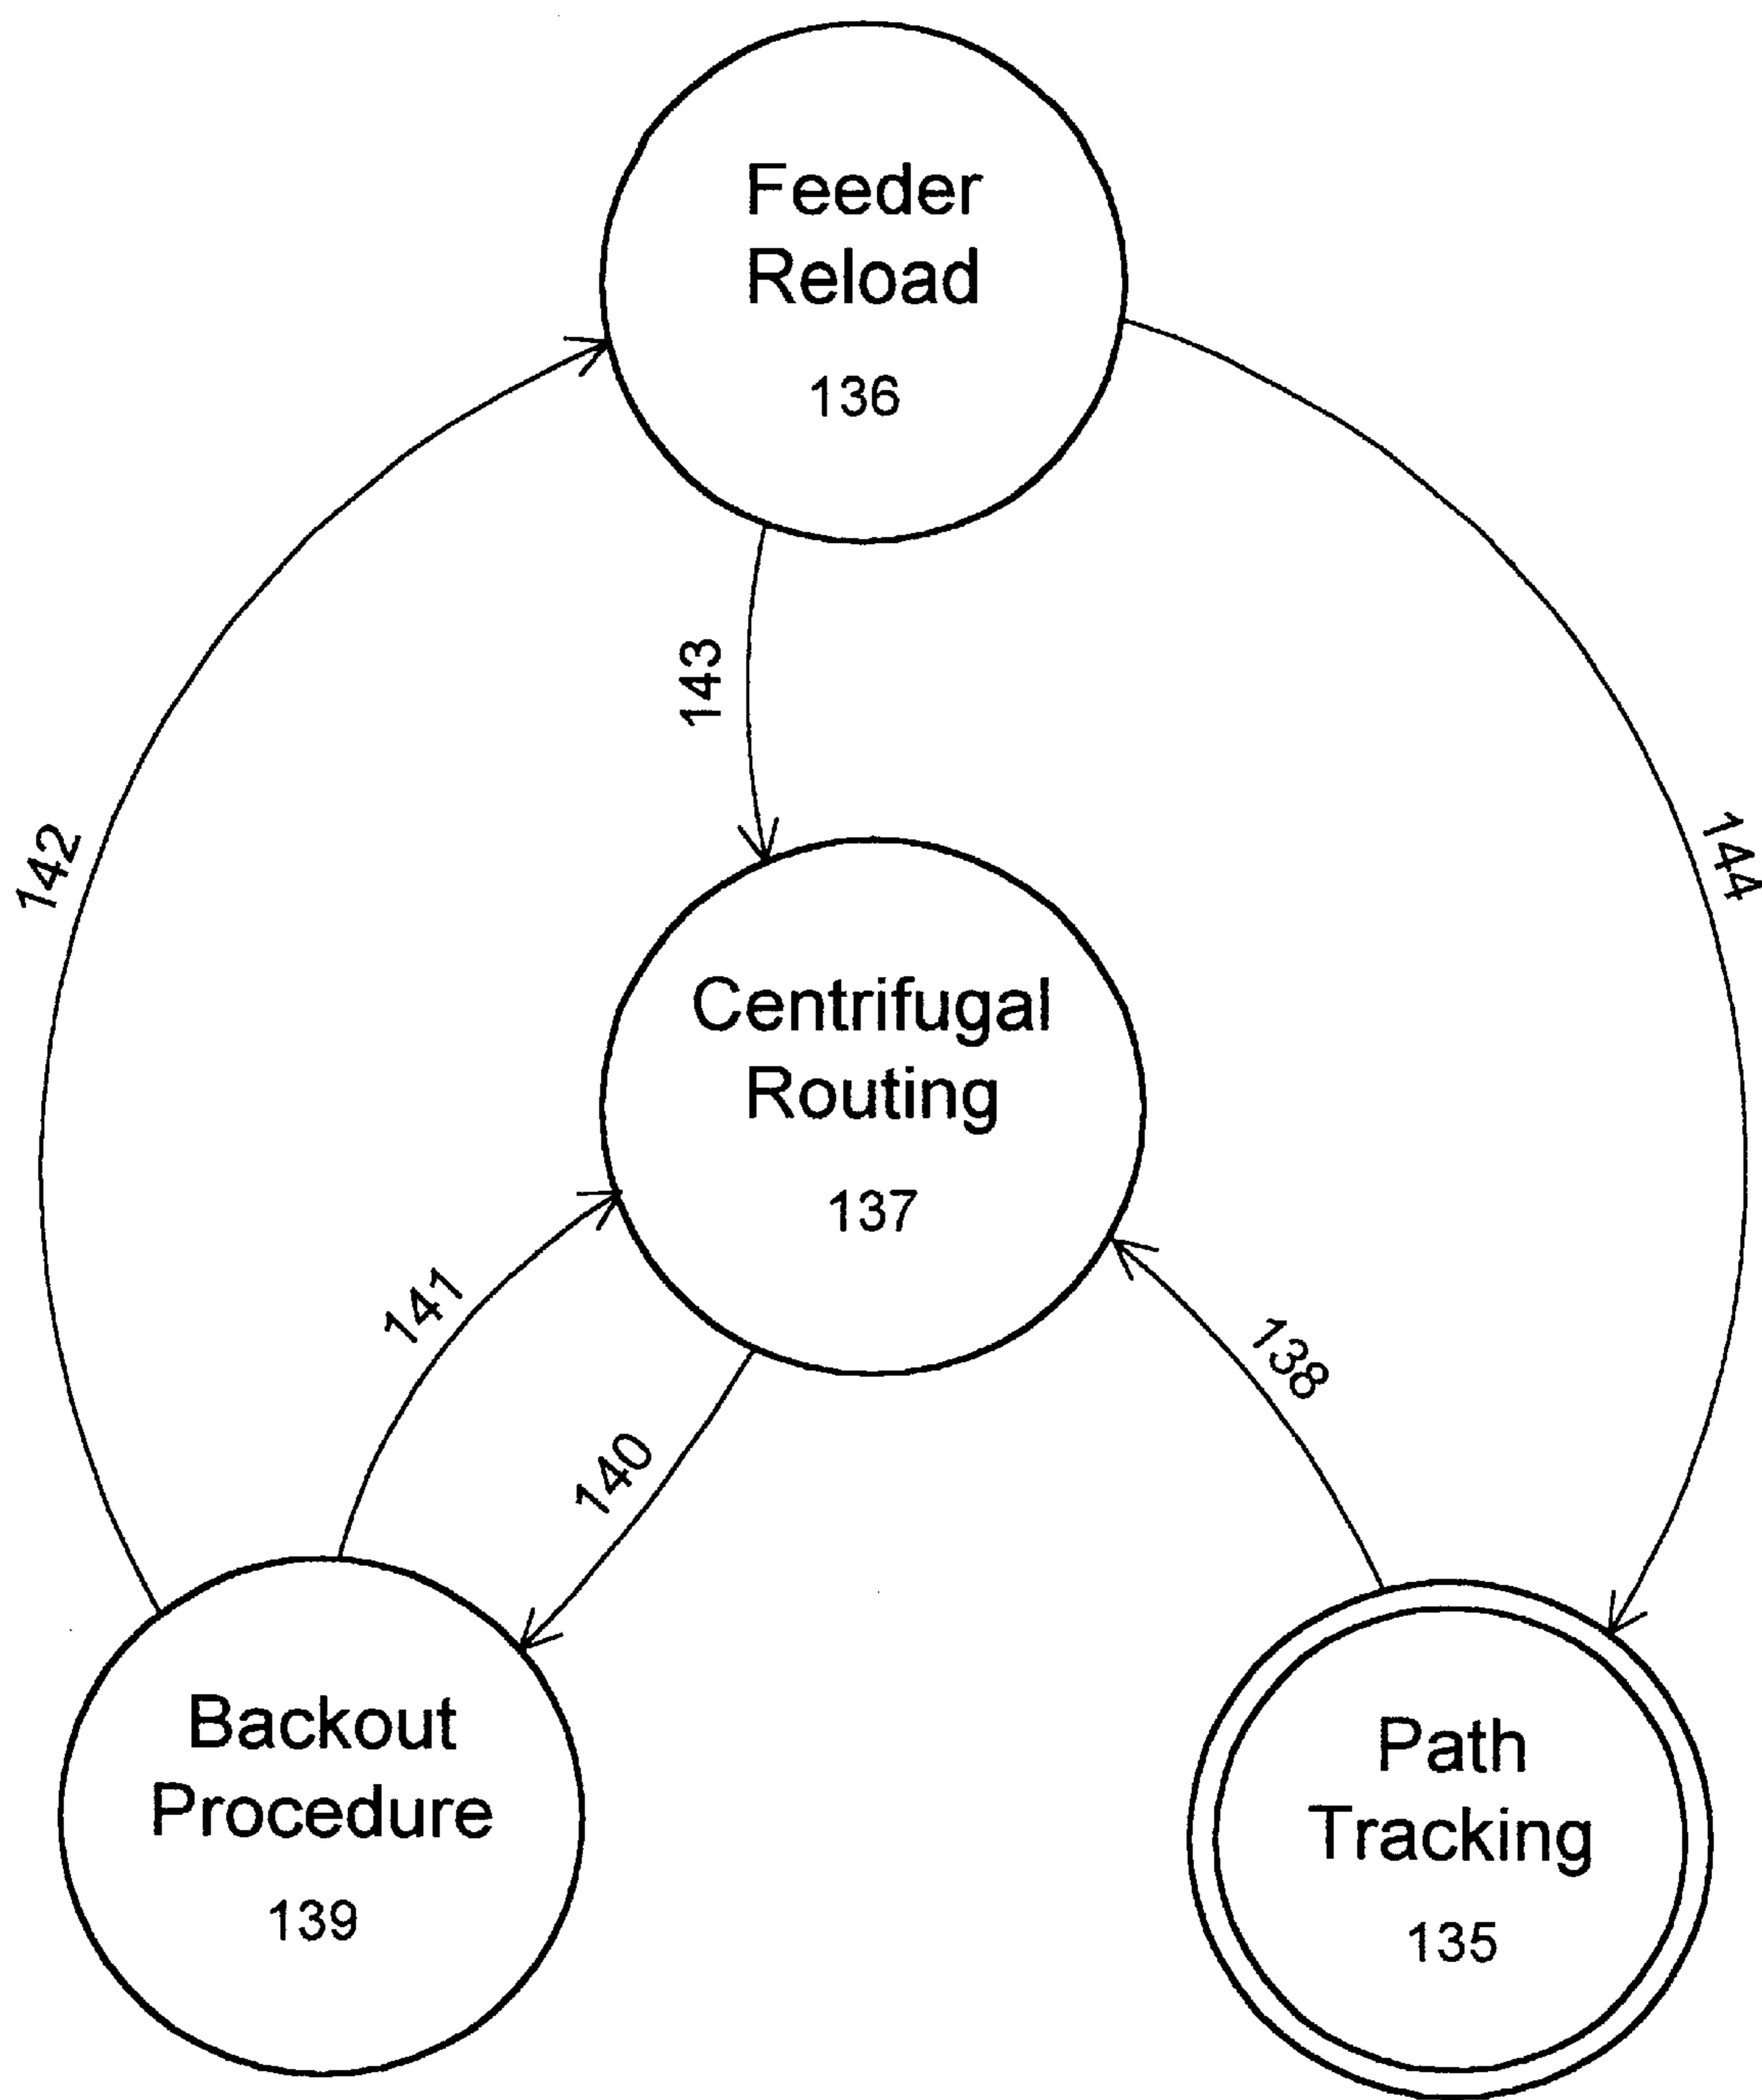 Feeder
Reload
136
143
142
144
Centrifugal
Routing
137
141
138
140
Backout
Procedure
139
Path
Tracking
135